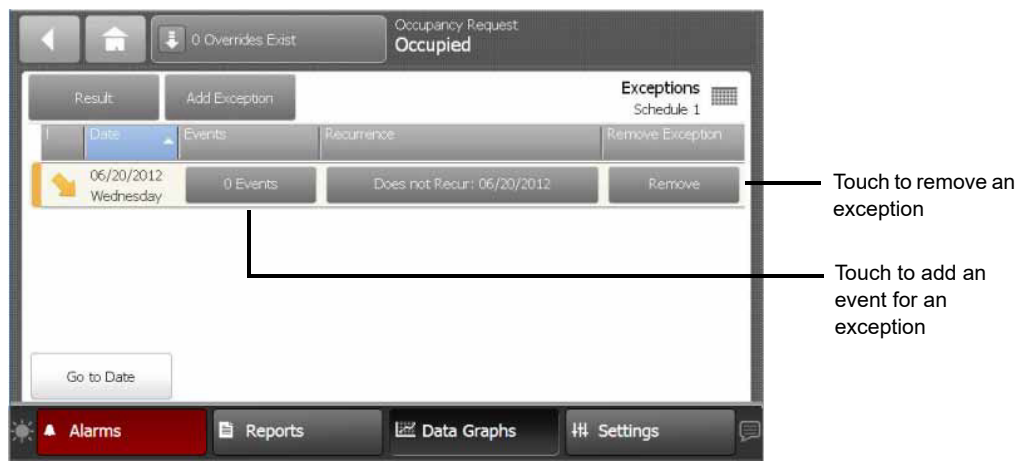 0 Overrides Exist
Occupancy Request
Occupied
Result
Add Exception
Exceptions
Schedule 1
!
Date
Events
Recurrence
Remove Exception
06/20/2012
Wednesday
0 Events
Does not Recur: 06/20/2012
Remove
Touch to remove an
exception
Touch to add an
event for an
exception
Go to Date
Alarms
Reports
Data Graphs
Settings